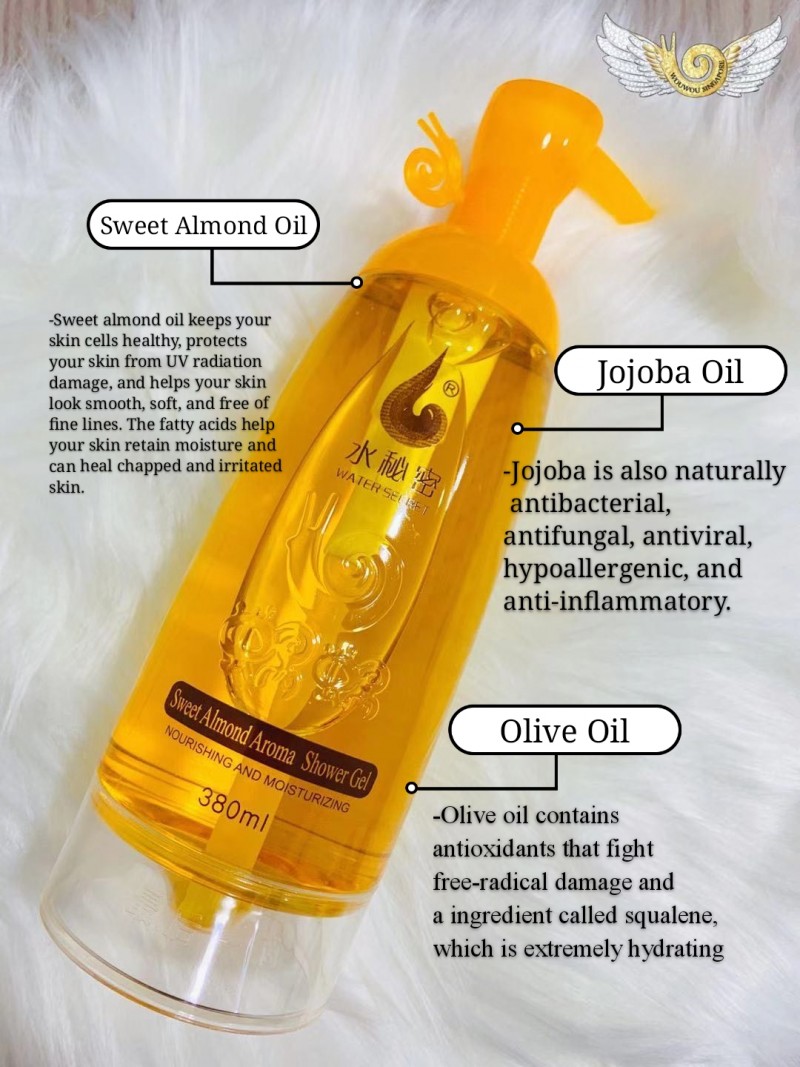 WOUWOU SINGAPORE
Sweet Almond Oil
-Sweet almond oil keeps your
skin cells healthy, protects
your skin from UV radiation
damage, and helps your skin
look smooth, soft, and free of
fine lines. The fatty acids help
your skin retain moisture and
can heal chapped and irritated
skin.
Jojoba Oil
-Jojoba is also naturally
antibacterial,
antifungal, antiviral,
hypoallergenic, and
anti-inflammatory.
®
水秘密
WATER SECRET
Sweet Almond Aroma Shower Gel
NOURISHING AND MOISTURIZING
380ml
Olive Oil
-Olive oil contains
antioxidants that fight
free-radical damage and
a ingredient called squalene,
which is extremely hydrating